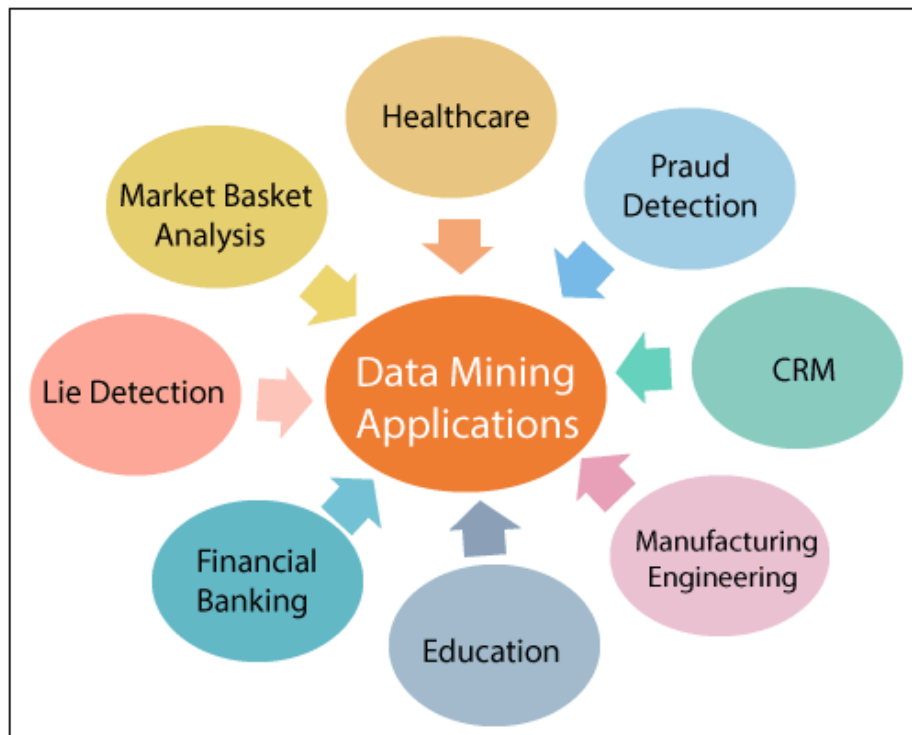 Healthcare
Praud
Detection
Market Basket
Analysis
CRM
Data Mining
Applications
Lie Detection
Manufacturing
Engineering
Financial
Banking
Education